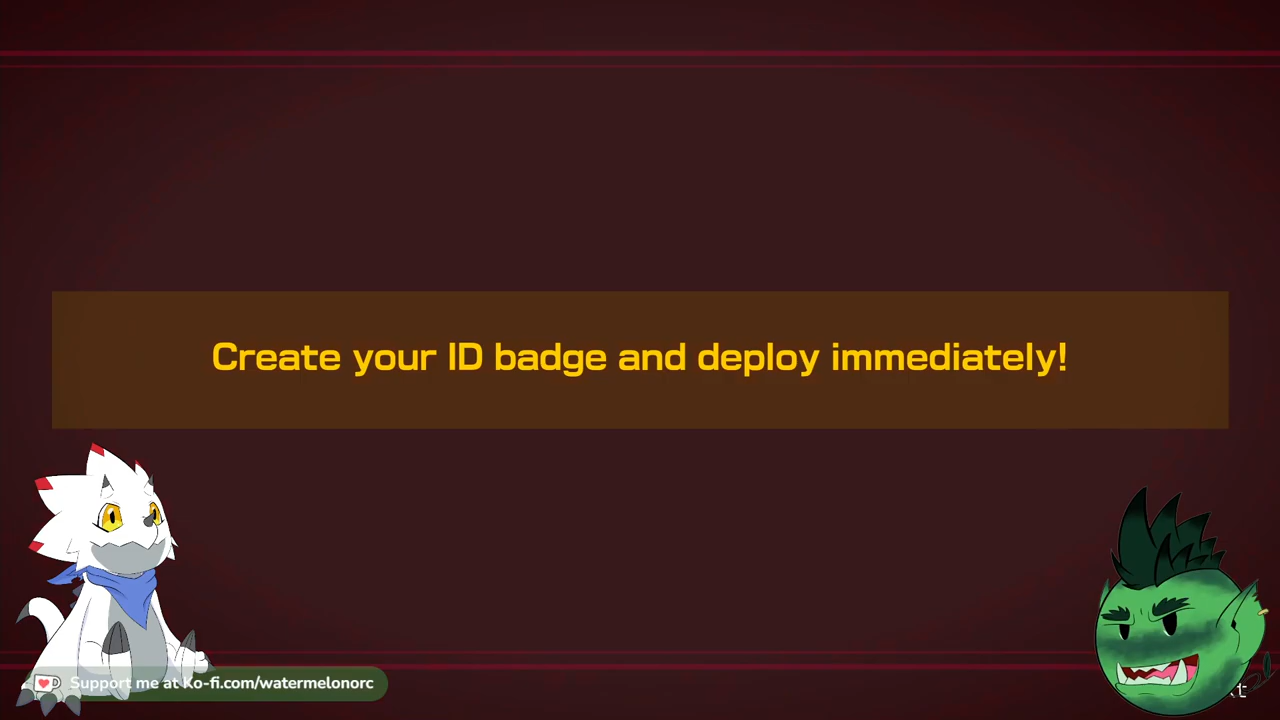 Create your ID badge and deploy immediately!
Support me at Ko-fi.com/watermelonorc